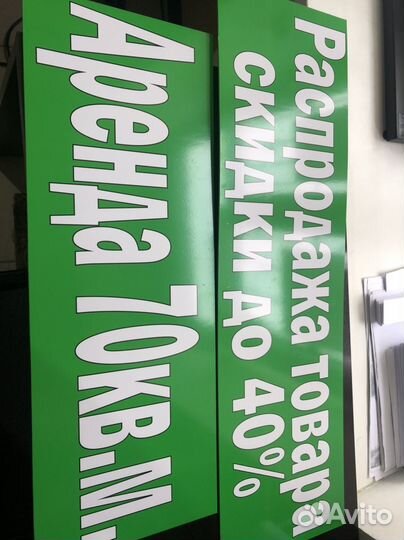 Аренда 70кв.м.
Распродажа товара
скидки до 40%
Avito